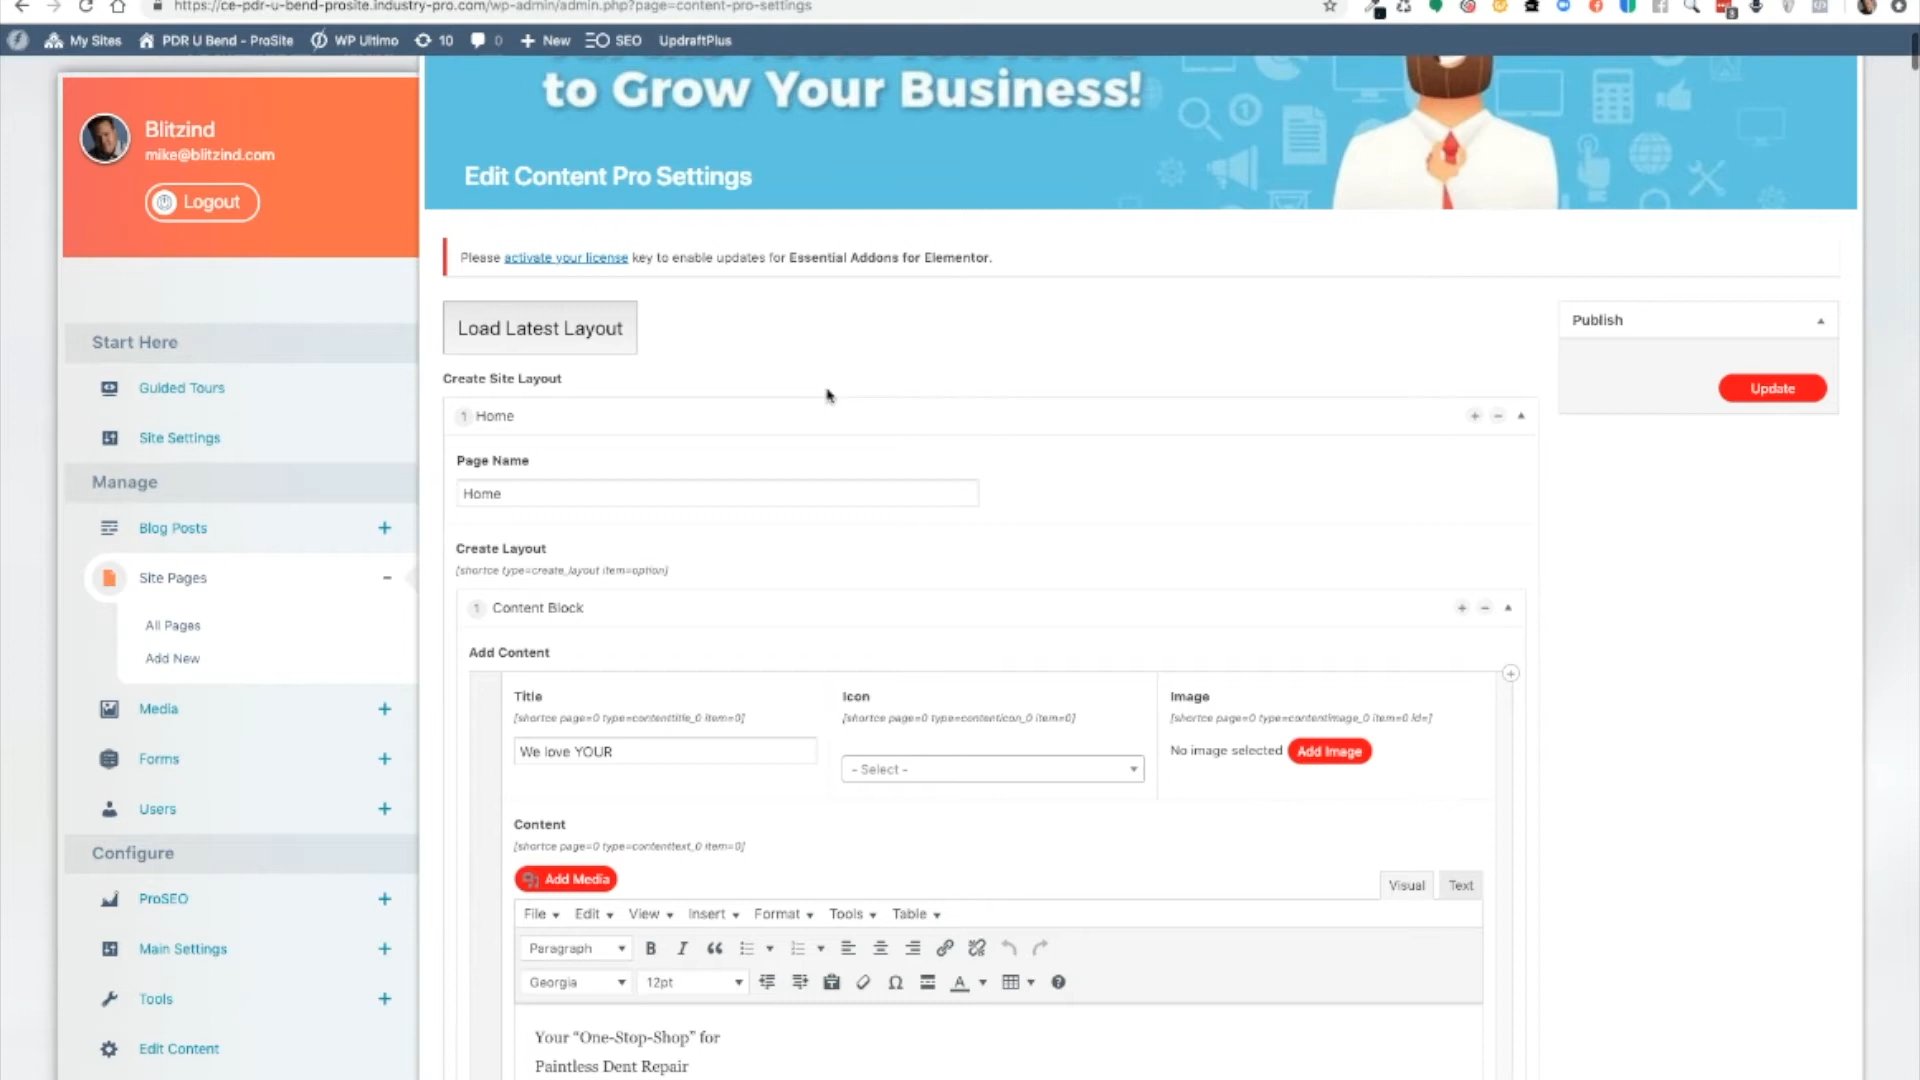 https://ce-pdr-u-bend-prosite.industry-pro.com/wp-admin/admin.php?page=content-pro-settings
My Sites PDR U Bend - ProSite WP Ultimo 10 0 New SEO UpdraftPlus
to Grow Your Business!
Edit Content Pro Settings
Blitzind
mike@blitzind.com
Logout
Start Here
Guided Tours
Site Settings
Manage
Blog Posts +
Site Pages -
All Pages
Add New
Media +
Forms +
Users +
Configure
ProSEO +
Main Settings +
Tools +
Edit Content
Please activate your license key to enable updates for Essential Addons for Elementor.
Load Latest Layout
Publish
Update
Create Site Layout
1 Home
Page Name
Home
Create Layout
[shortce type=create_layout item=option]
1 Content Block
Add Content
Title Icon Image
[shortce page=0 type=contenttitle_0 item=0] [shortce page=0 type=contenticon_0 item=0] [shortce page=0 type=contentimage_0 item=0 id=]
We love YOUR
- Select -
No image selected Add Image
Content
[shortce page=0 type=contenttext_0 item=0]
Add Media
Visual Text
File Edit View Insert Format Tools Table
Paragraph B I
Georgia 12pt Ω A
Your “One-Stop-Shop” for
Paintless Dent Repair